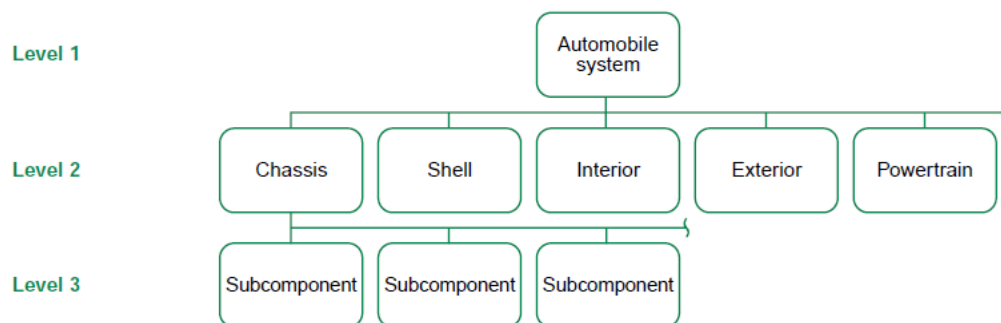 Level 1
Automobile
system
Level 2
Chassis
Shell
Interior
Exterior
Powertrain
Level 3
Subcomponent
Subcomponent
Subcomponent